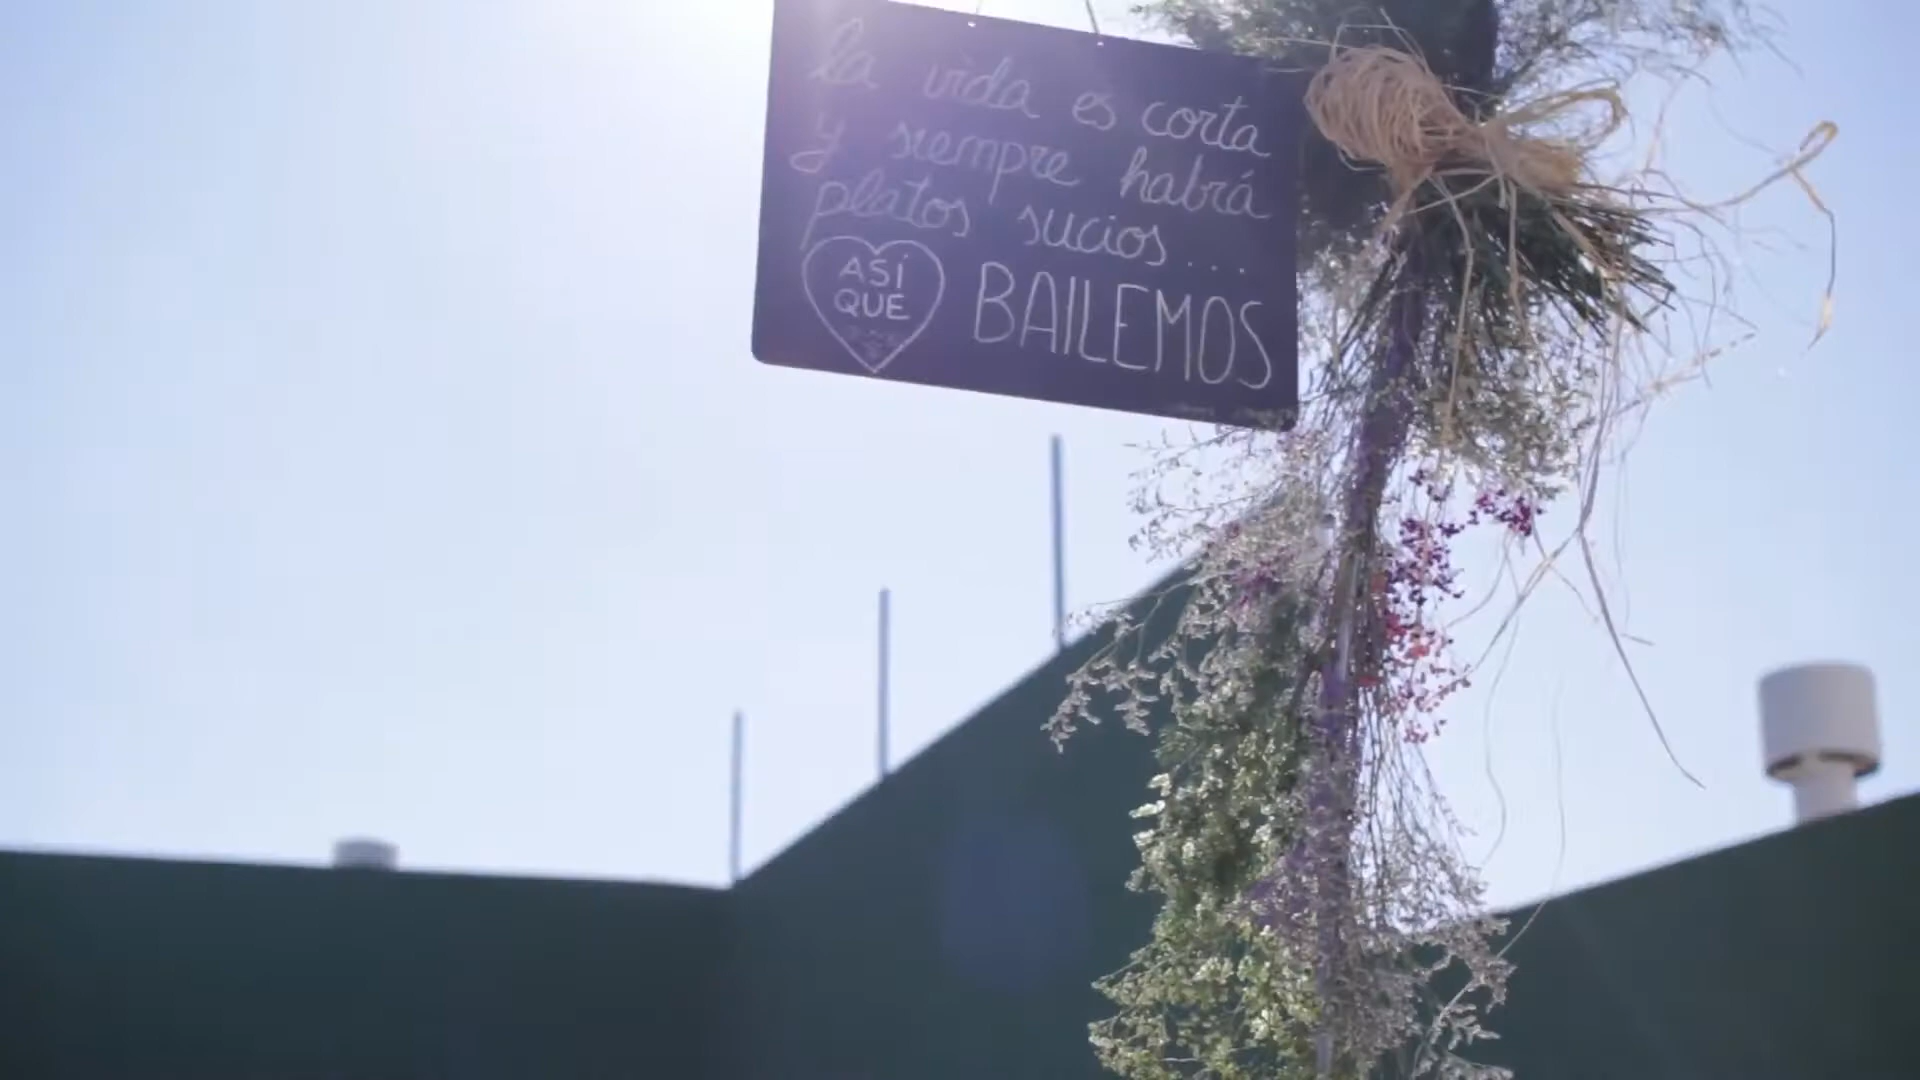 la vida es corta
y siempre habrá
platos sucios...
ASÍ
QUE
BAILEMOS